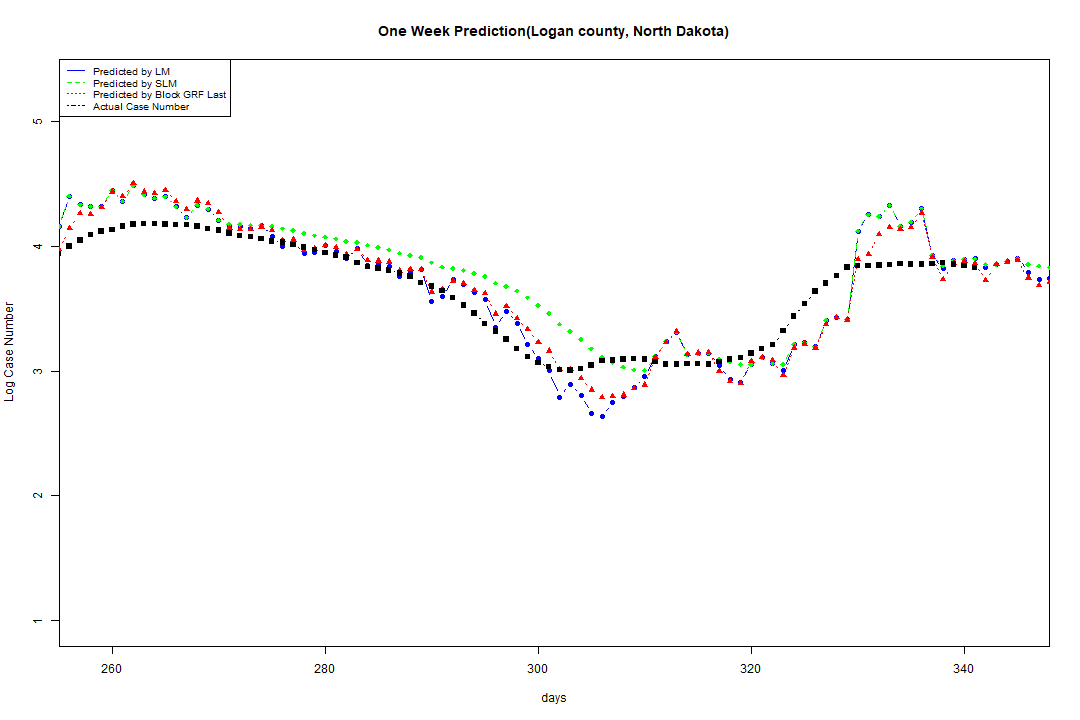 One Week Prediction(Logan county, North Dakota)
Predicted by LM
Predicted by SLM
Predicted by Block GRF Last
Actual Case Number
5
4
3
2
1
Log Case Number
260 280 300 320 340
days